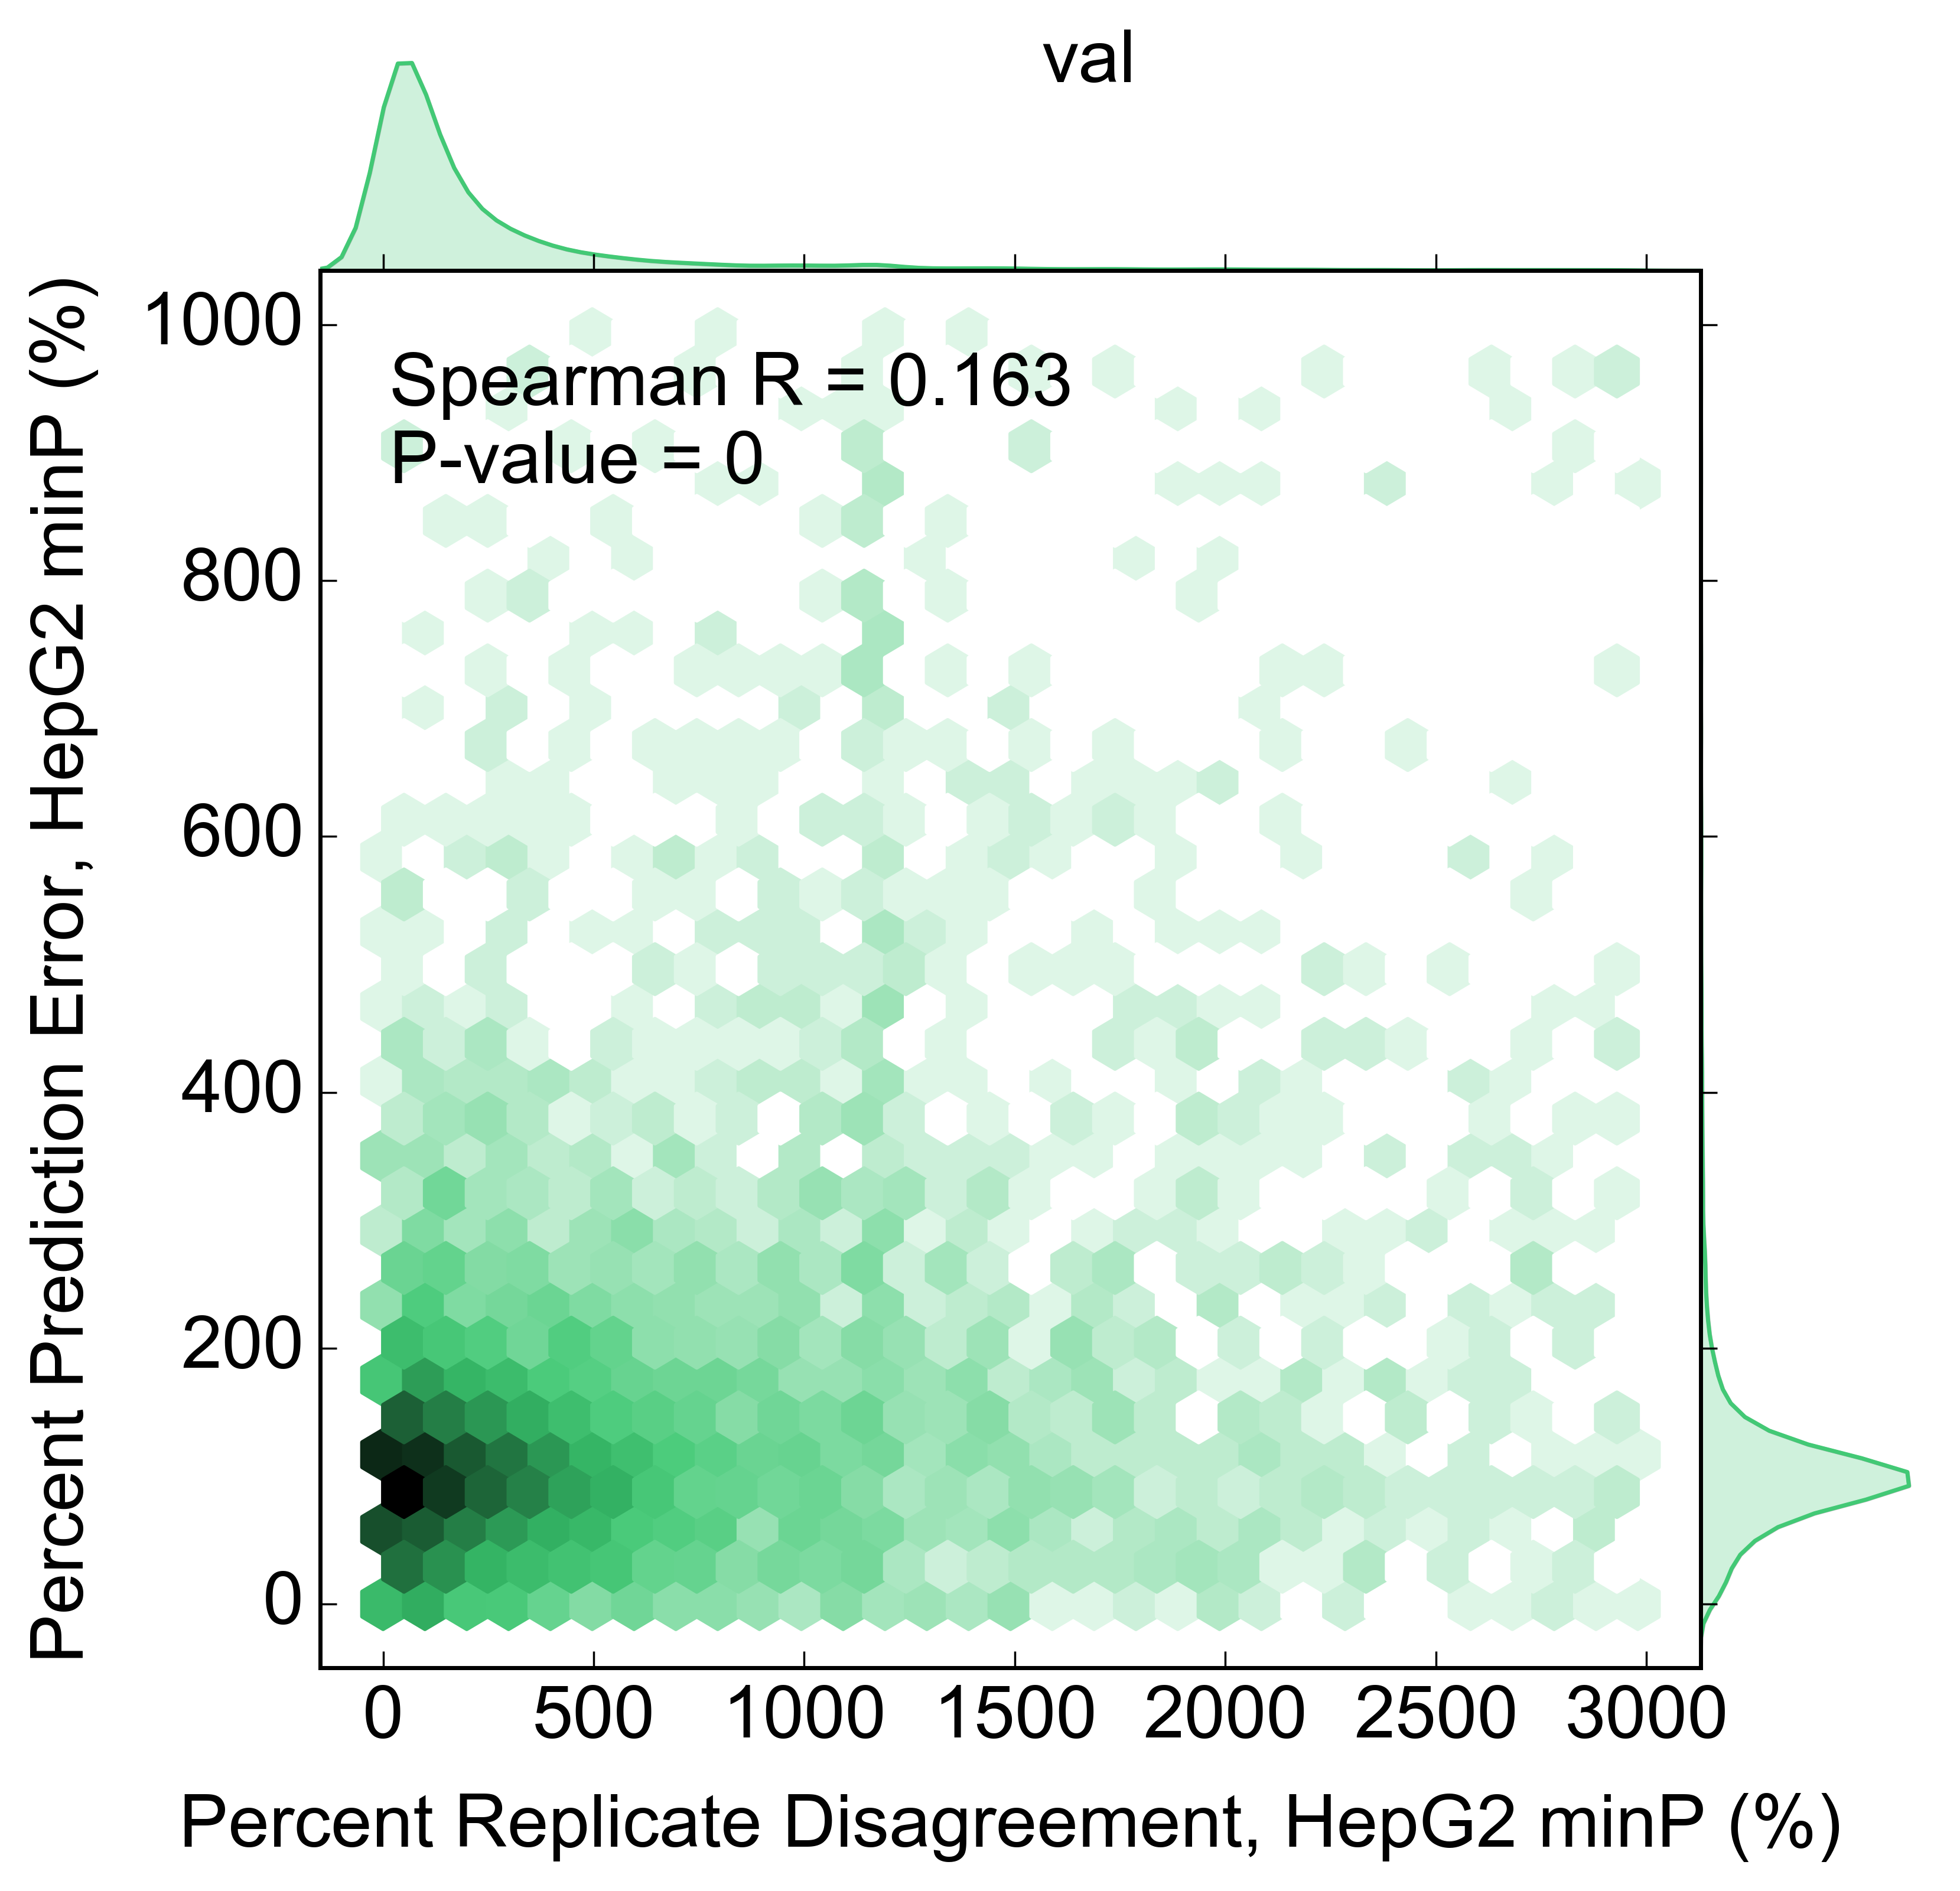 val
Spearman R = 0.163
P-value = 0
Percent Prediction Error, HepG2 minP (%)
1000
800
600
400
200
0
0 500 1000 1500 2000 2500 3000
Percent Replicate Disagreement, HepG2 minP (%)